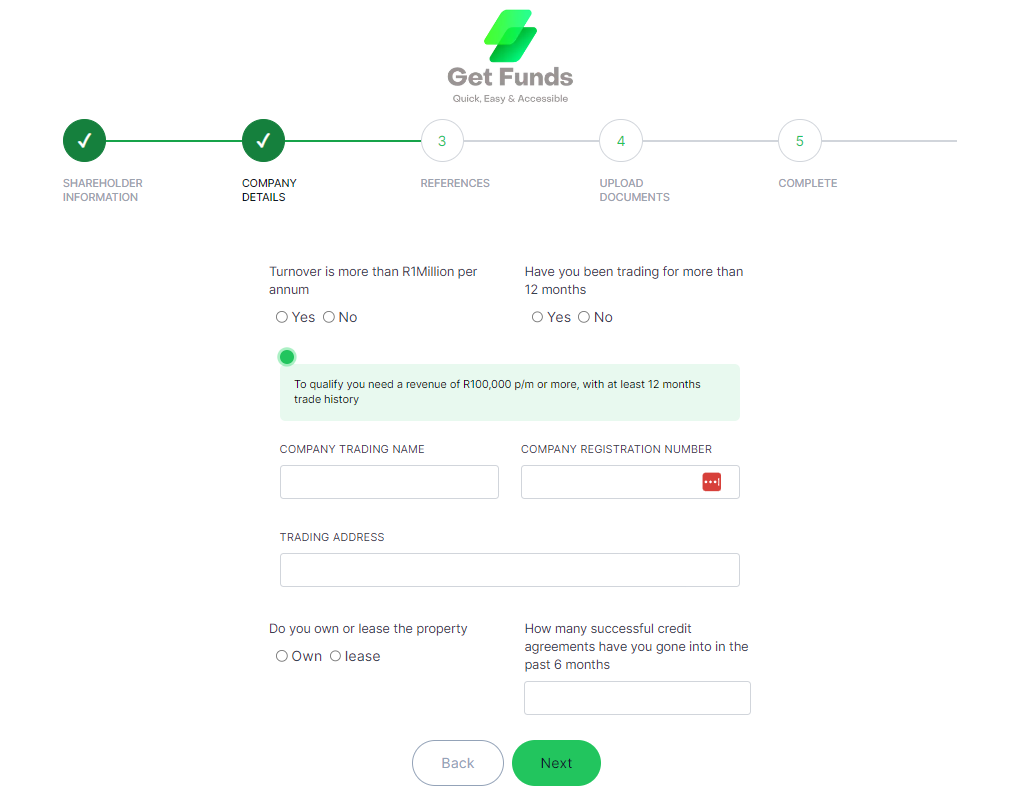 Get Funds
Quick, Easy & Accessible
3
4
5
SHAREHOLDER
INFORMATION
COMPANY
DETAILS
REFERENCES
UPLOAD
DOCUMENTS
COMPLETE
Turnover is more than R1Million per
annum
Yes No
Have you been trading for more than
12 months
Yes No
To qualify you need a revenue of R100,000 p/m or more, with at least 12 months
trade history
COMPANY TRADING NAME
COMPANY REGISTRATION NUMBER
TRADING ADDRESS
Do you own or lease the property
Own lease
How many successful credit
agreements have you gone into in the
past 6 months
Back
Next